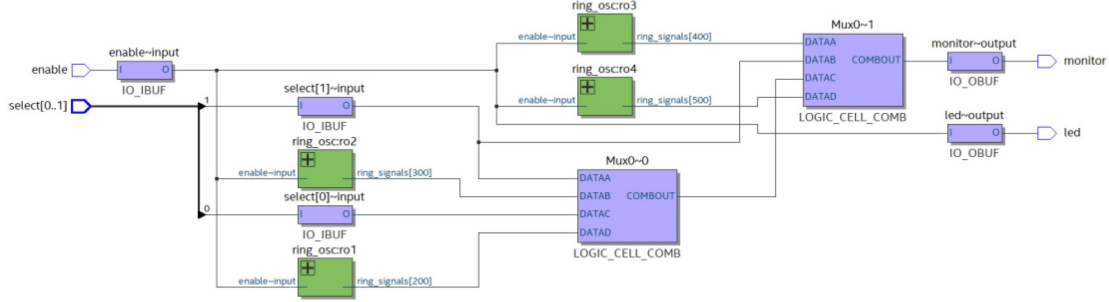 ring_osc:ro3
Mux0~1
enable~input
ring_signals[400]
DATAA
monitor~output
enable~input
DATAB
COMBOUT
I
O
monitor
enable
I
O
ring_osc:ro4
DATAC
IO_OBUF
IO_IBUF
select[1]~input
enable~input
ring_signals[500]
DATAD
led~output
select[0..1]
1
I
O
LOGIC_CELL_COMB
I
O
led
IO_IBUF
IO_OBUF
ring_osc:ro2
Mux0~0
enable~input
ring_signals[300]
DATAA
select[0]~input
DATAB
COMBOUT
0
I
O
DATAC
IO_IBUF
DATAD
ring_osc:ro1
LOGIC_CELL_COMB
enable~input
ring_signals[200]